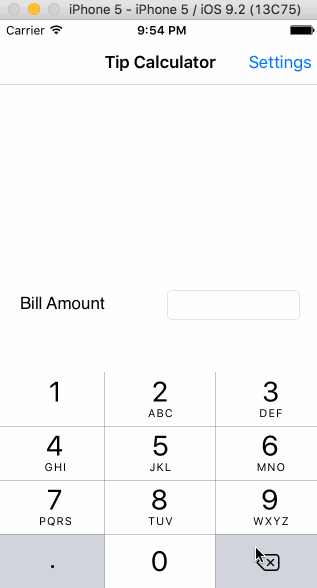 iPhone 5 - iPhone 5 / iOS 9.2 (13C75)
Carrier 9:54 PM
Tip Calculator Settings
Bill Amount
1 2 3
ABC DEF
4 5 6
GHI JKL MNO
7 8 9
PQRS TUV WXYZ
. 0